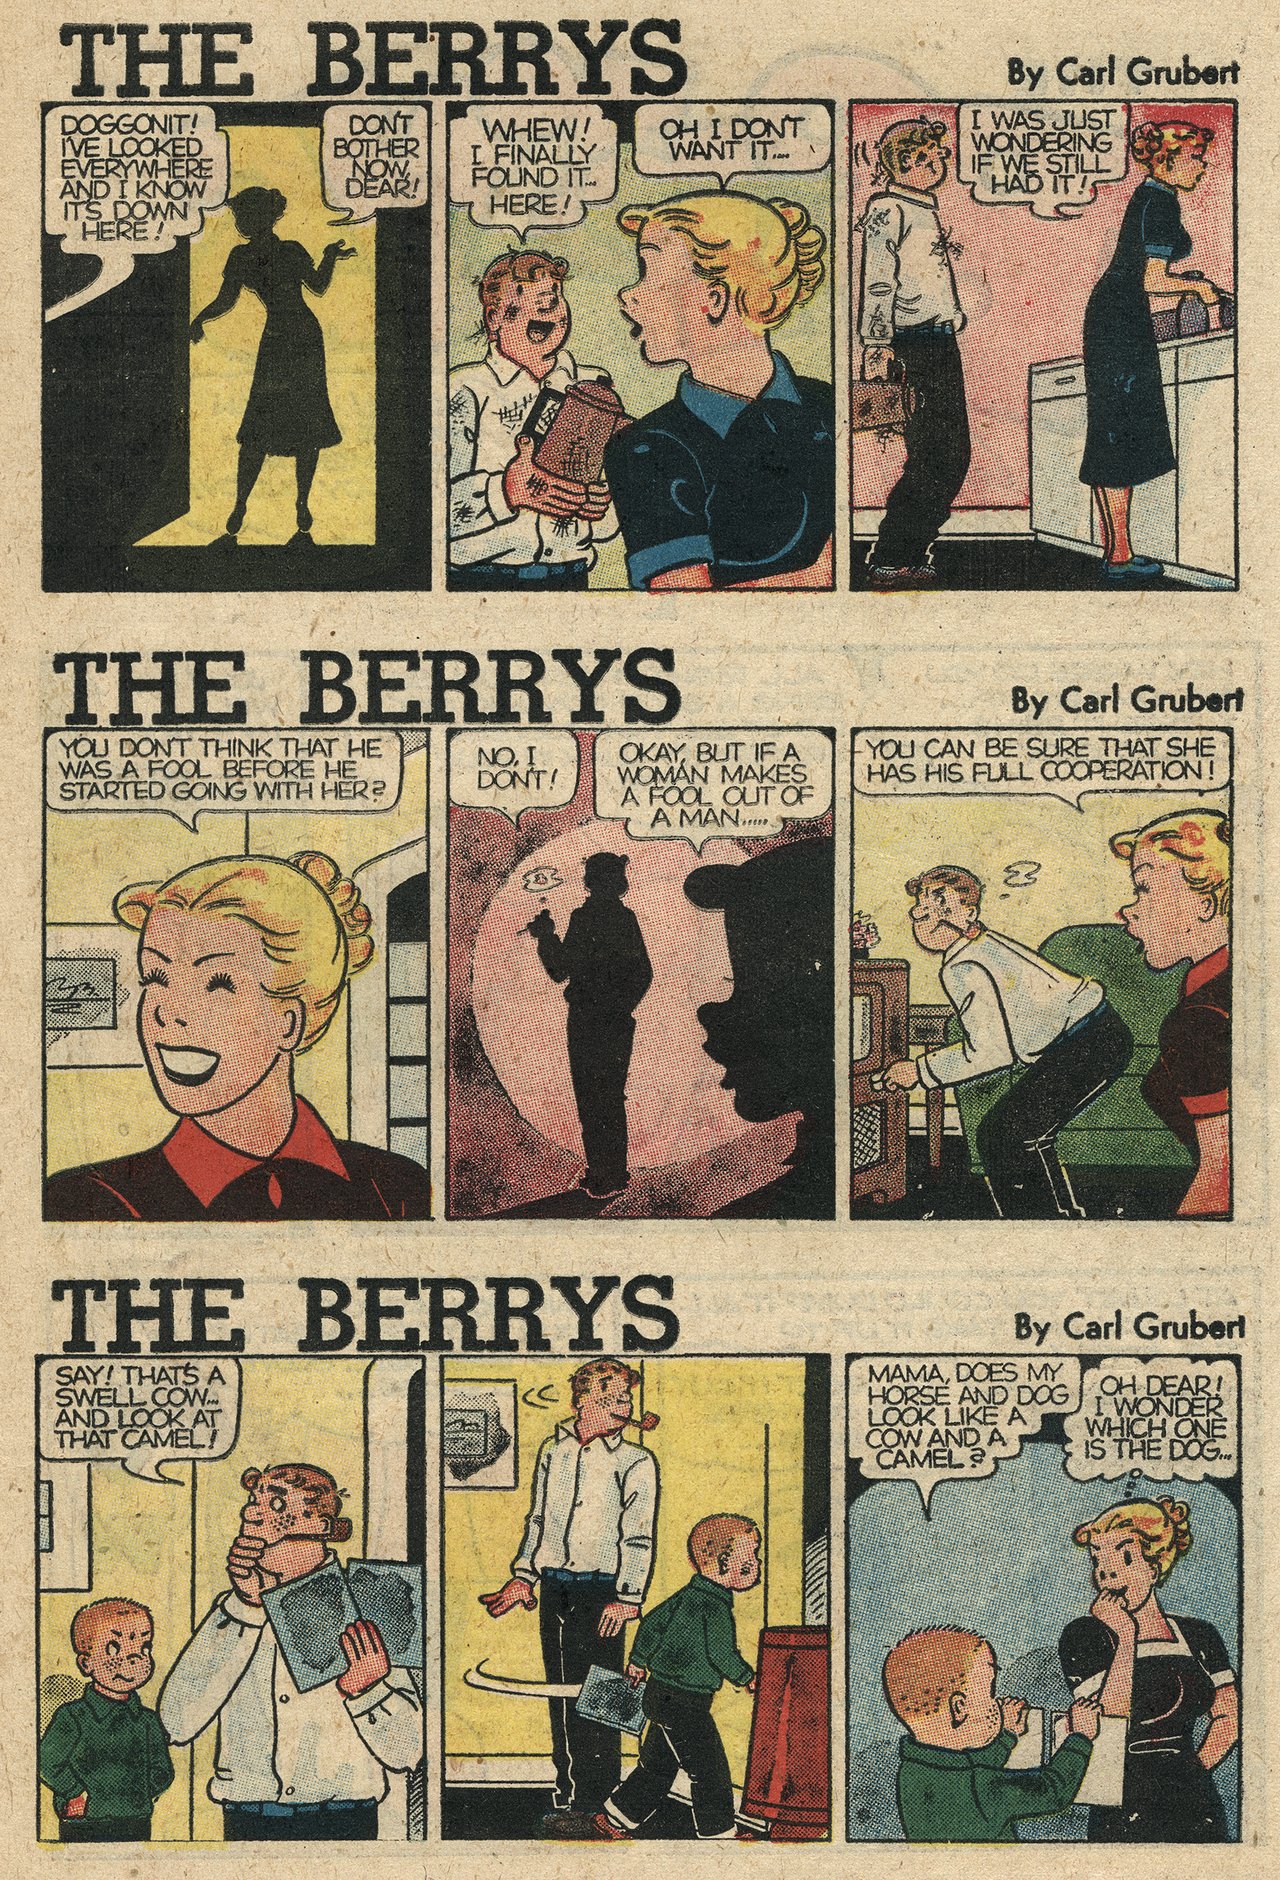 THE BERRYS
By Carl Grubert
DOGGONIT!
I'VE LOOKED
EVERYWHERE
AND I KNOW
IT'S DOWN
HERE!
DON'T
BOTHER
NOW,
DEAR!
WHEW!
I FINALLY
FOUND IT...
HERE!
OH I DON'T
WANT IT....
I WAS JUST
WONDERING
IF WE STILL
HAD IT!
THE BERRYS
By Carl Grubert
YOU DON'T THINK THAT HE
WAS A FOOL BEFORE HE
STARTED GOING WITH HER?
NO, I
DON'T!
OKAY, BUT IF A
WOMAN MAKES
A FOOL OUT OF
A MAN.....
YOU CAN BE SURE THAT SHE
HAS HIS FULL COOPERATION!
THE BERRYS
By Carl Grubert
SAY! THAT'S A
SWELL COW...
AND LOOK AT
THAT CAMEL!
MAMA, DOES MY
HORSE AND DOG
LOOK LIKE A
COW AND A
CAMEL?
OH DEAR!
I WONDER
WHICH ONE
IS THE DOG...